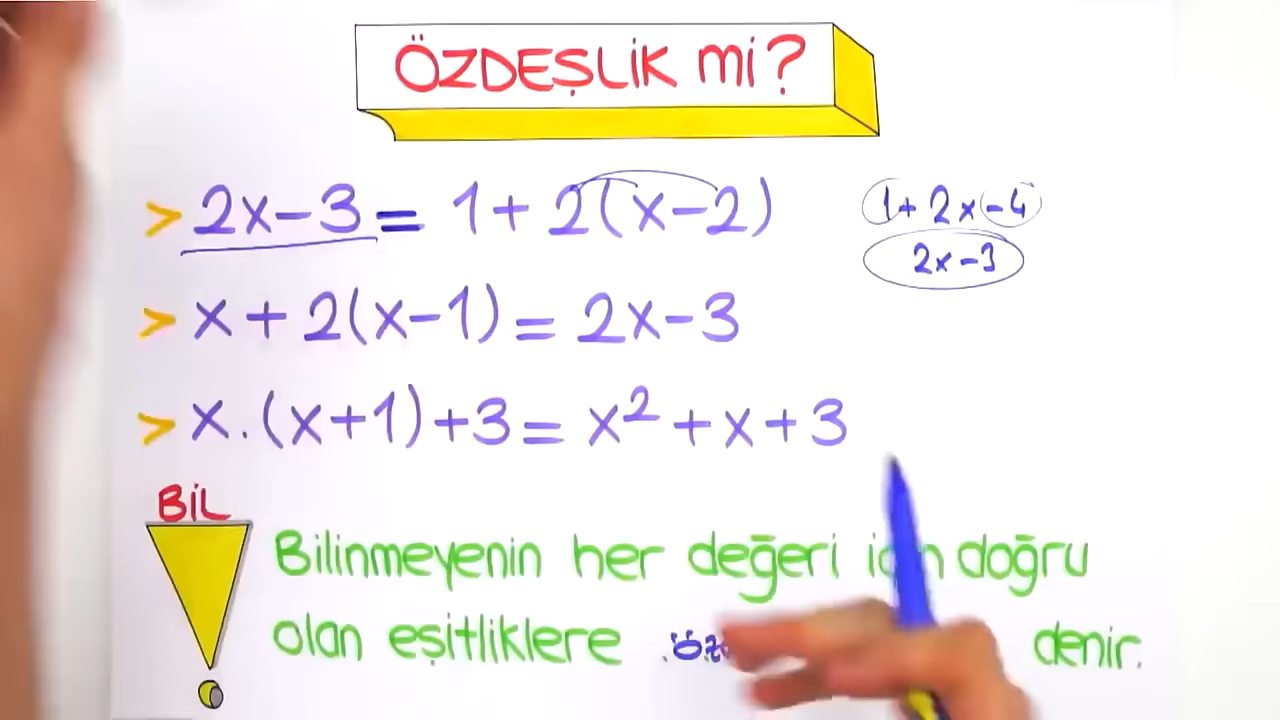 ÖZDEŞLİK mi?
> 2x-3 = 1+ 2(x-2)
1+ 2x-4
2x-3
> x + 2(x-1) = 2x-3
> x.(x+1)+3 = x² + x + 3
BİL
Bilinmeyenin her değeri için doğru
olan eşitliklere denir.